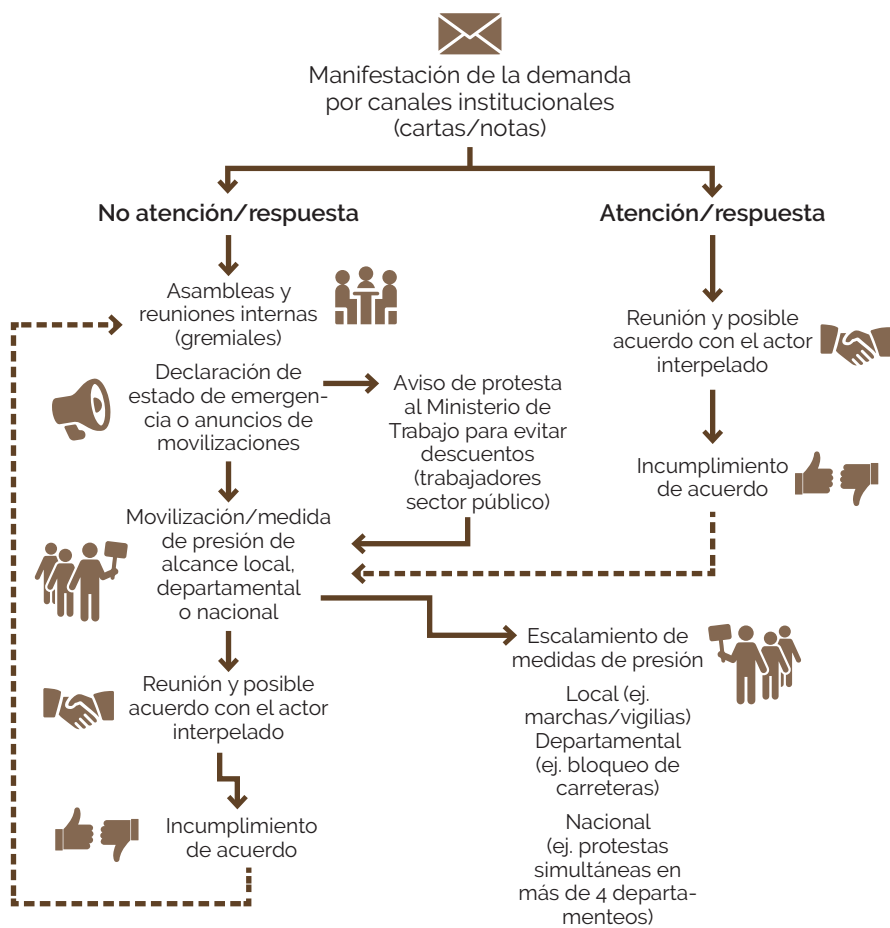 Manifestación de la demanda
por canales institucionales
(cartas/notas)
No atención/respuesta
Atención/respuesta
Asambleas y
reuniones internas
(gremiales)
Declaración de
estado de emergen-
cia o anuncios de
movilizaciones
Aviso de protesta
al Ministerio de
Trabajo para evitar
descuentos
(trabajadores
sector público)
Reunión y posible
acuerdo con el actor
interpelado
Incumplimiento
de acuerdo
Movilización/medida
de presión de
alcance local,
departamental
o nacional
Reunión y posible
acuerdo con el actor
interpelado
Incumplimiento
de acuerdo
Escalamiento de
medidas de presión
Local (ej.
marchas/vigilias)
Departamental
(ej. bloqueo de
carreteras)
Nacional
(ej. protestas
simultáneas en
más de 4 departa-
menteos)